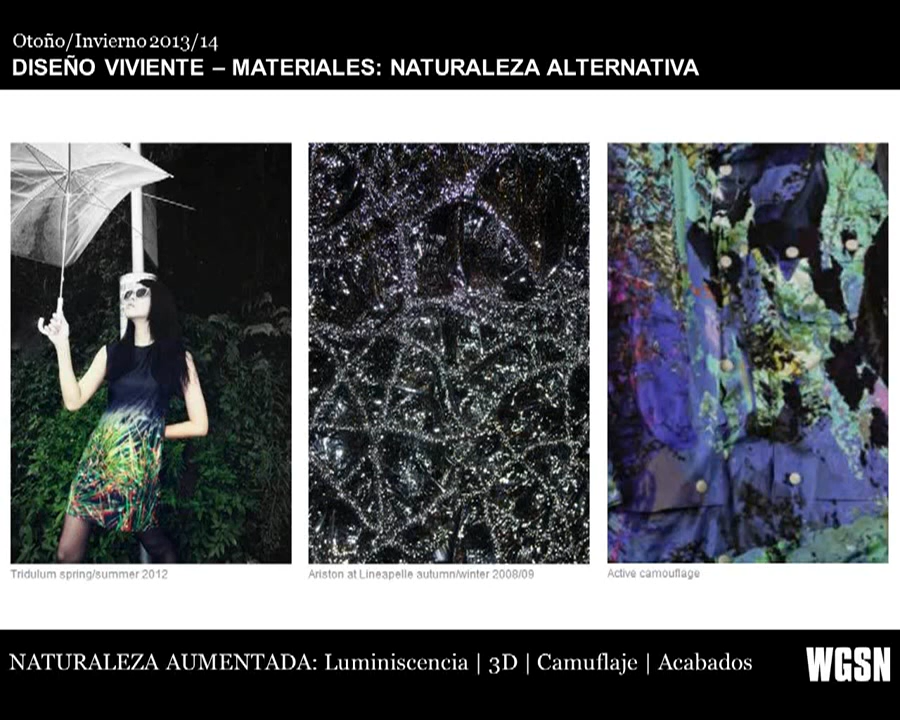 Otoño/Invierno 2013/14
DISEÑO VIVIENTE – MATERIALES: NATURALEZA ALTERNATIVA
Tridulum spring/summer 2012
Ariston at Lineapelle autumn/winter 2008/09
Active camouflage
NATURALEZA AUMENTADA: Luminiscencia | 3D | Camuflaje | Acabados
WGSN